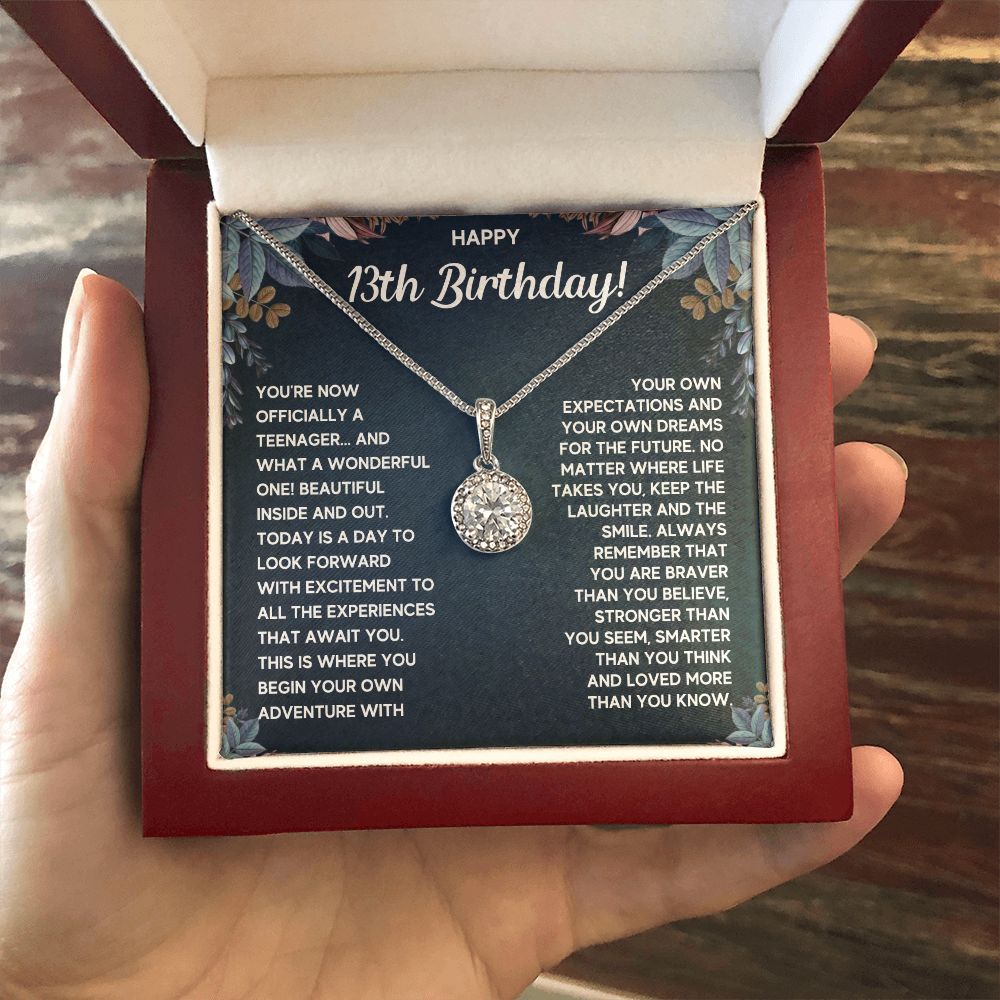 HAPPY
13th Birthday!
YOU'RE NOW
OFFICIALLY A
TEENAGER... AND
WHAT A WONDERFUL
ONE! BEAUTIFUL
INSIDE AND OUT.
TODAY IS A DAY TO
LOOK FORWARD
WITH EXCITEMENT TO
ALL THE EXPERIENCES
THAT AWAIT YOU.
THIS IS WHERE YOU
BEGIN YOUR OWN
ADVENTURE WITH
YOUR OWN
EXPECTATIONS AND
YOUR OWN DREAMS
FOR THE FUTURE. NO
MATTER WHERE LIFE
TAKES YOU, KEEP THE
LAUGHTER AND THE
SMILE. ALWAYS
REMEMBER THAT
YOU ARE BRAVER
THAN YOU BELIEVE,
STRONGER THAN
YOU SEEM, SMARTER
THAN YOU THINK
AND LOVED MORE
THAN YOU KNOW.